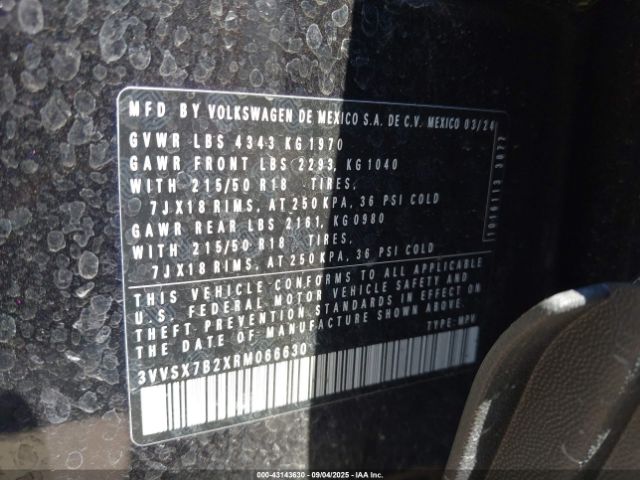 MFD BY VOLKSWAGEN DE MEXICO S.A. DE C.V. MEXICO 03/24
GVWR LBS 4343 KG 1970
GAWR FRONT LBS 2293, KG 1040
WITH 215/50 R18 TIRES,
7JX18 RIMS, AT 250 KPA, 36 PSI COLD
GAWR REAR LBS 2161, KG 0980
WITH 215/50 R18 TIRES,
7JX18 RIMS, AT 250 KPA, 36 PSI COLD
THIS VEHICLE CONFORMS TO ALL APPLICABLE
U.S. FEDERAL MOTOR VEHICLE SAFETY AND
THEFT PREVENTION STANDARDS IN EFFECT ON
THE DATE OF MANUFACTURE SHOWN ABOVE.
3VVSX7B2XRM066630 TYPE: MPV
000-43143630 - 09/04/2025 - IAA Inc.